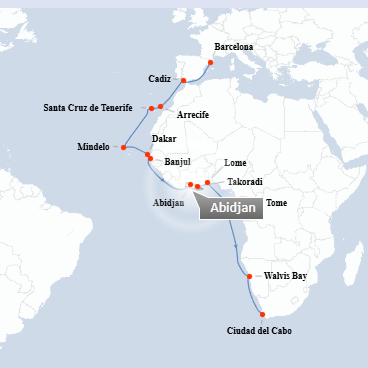 Barcelona
Cadiz
Santa Cruz de Tenerife
Arrecife
Dakar
Mindelo
Banjul
Lome
Takoradi
Abidjan
Abidjan
Tome
Walvis Bay
Ciudad del Cabo